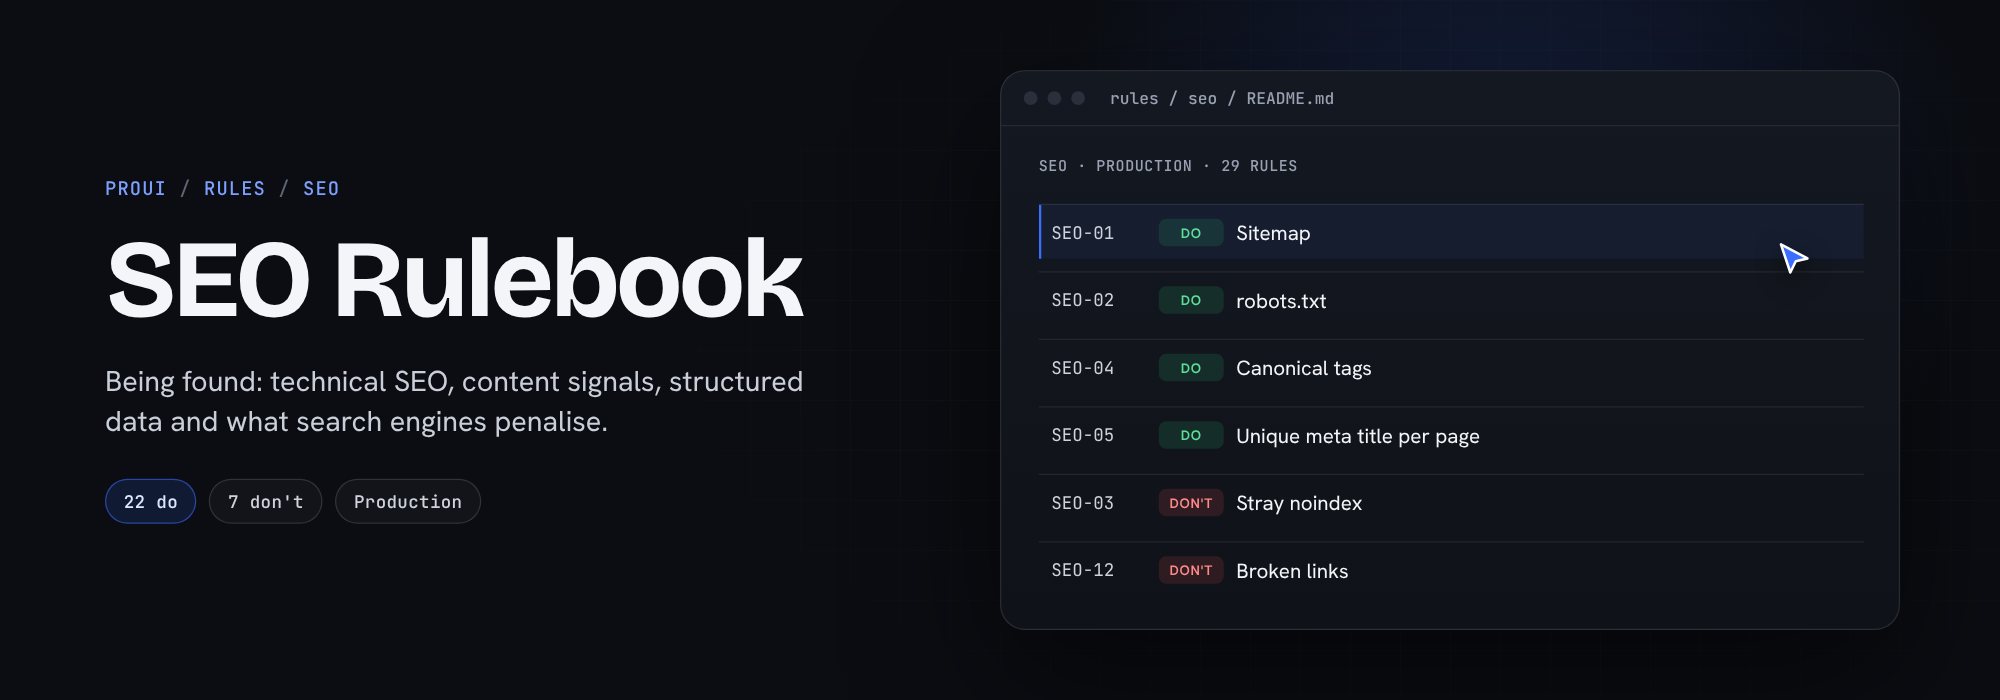 PROUI / RULES / SEO
SEO Rulebook
Being found: technical SEO, content signals, structured
data and what search engines penalise.
22 do
7 don't
Production
rules / seo / README.md
SEO · PRODUCTION · 29 RULES
SEO-01 DO Sitemap
SEO-02 DO robots.txt
SEO-04 DO Canonical tags
SEO-05 DO Unique meta title per page
SEO-03 DON'T Stray noindex
SEO-12 DON'T Broken links